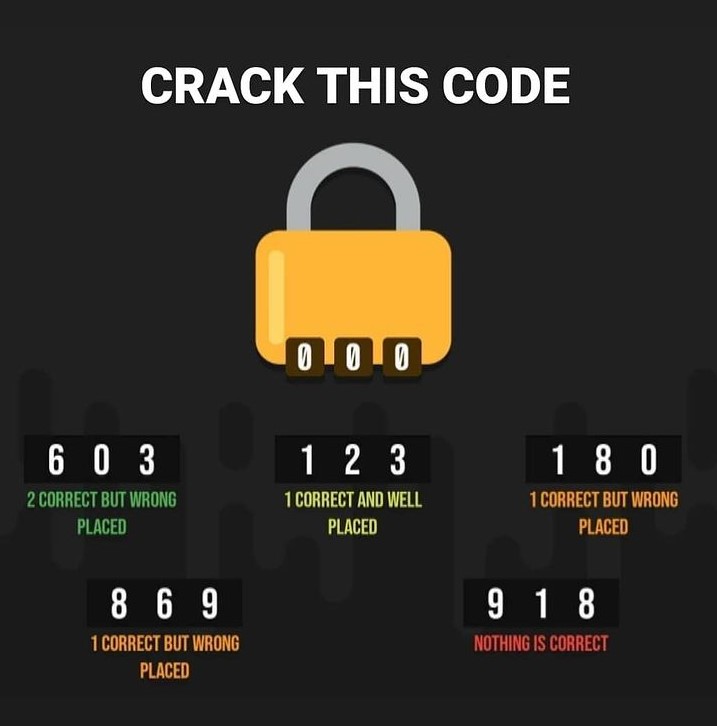 CRACK THIS CODE
0 0 0
6 0 3
2 CORRECT BUT WRONG
PLACED
1 2 3
1 CORRECT AND WELL
PLACED
1 8 0
1 CORRECT BUT WRONG
PLACED
8 6 9
1 CORRECT BUT WRONG
PLACED
9 1 8
NOTHING IS CORRECT